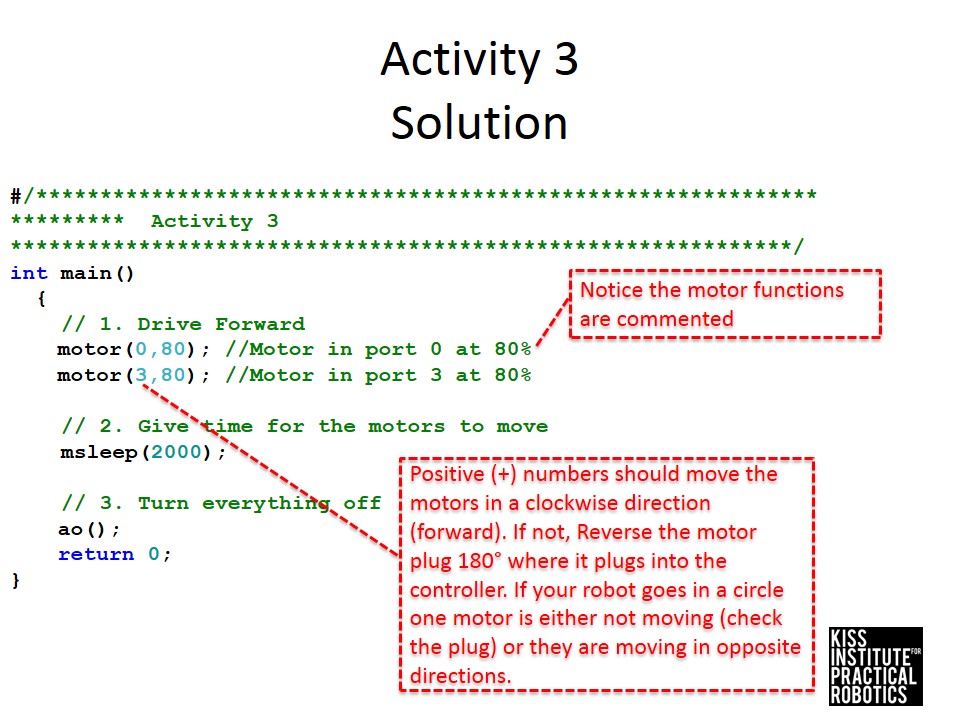 Activity 3
Solution
#/*************************************************************
********* Activity 3
*************************************************************/
int main()
{
// 1. Drive Forward
motor(0,80); //Motor in port 0 at 80%
motor(3,80); //Motor in port 3 at 80%
// 2. Give time for the motors to move
msleep(2000);
// 3. Turn everything off
ao();
return 0;
}
Notice the motor functions
are commented
Positive (+) numbers should move the
motors in a clockwise direction
(forward). If not, Reverse the motor
plug 180° where it plugs into the
controller. If your robot goes in a circle
one motor is either not moving (check
the plug) or they are moving in opposite
directions.
KISS
INSTITUTE FOR
PRACTICAL
ROBOTICS